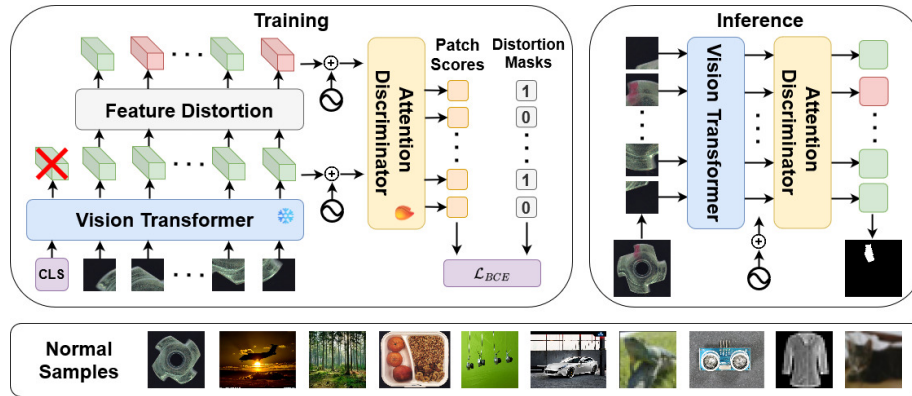 Training
Feature Distortion
Vision Transformer
CLS
Attention
Discriminator
Patch
Scores
Distortion
Masks
1
0
1
0
ℒ_BCE
Inference
Vision Transformer
Attention
Discriminator
Normal
Samples